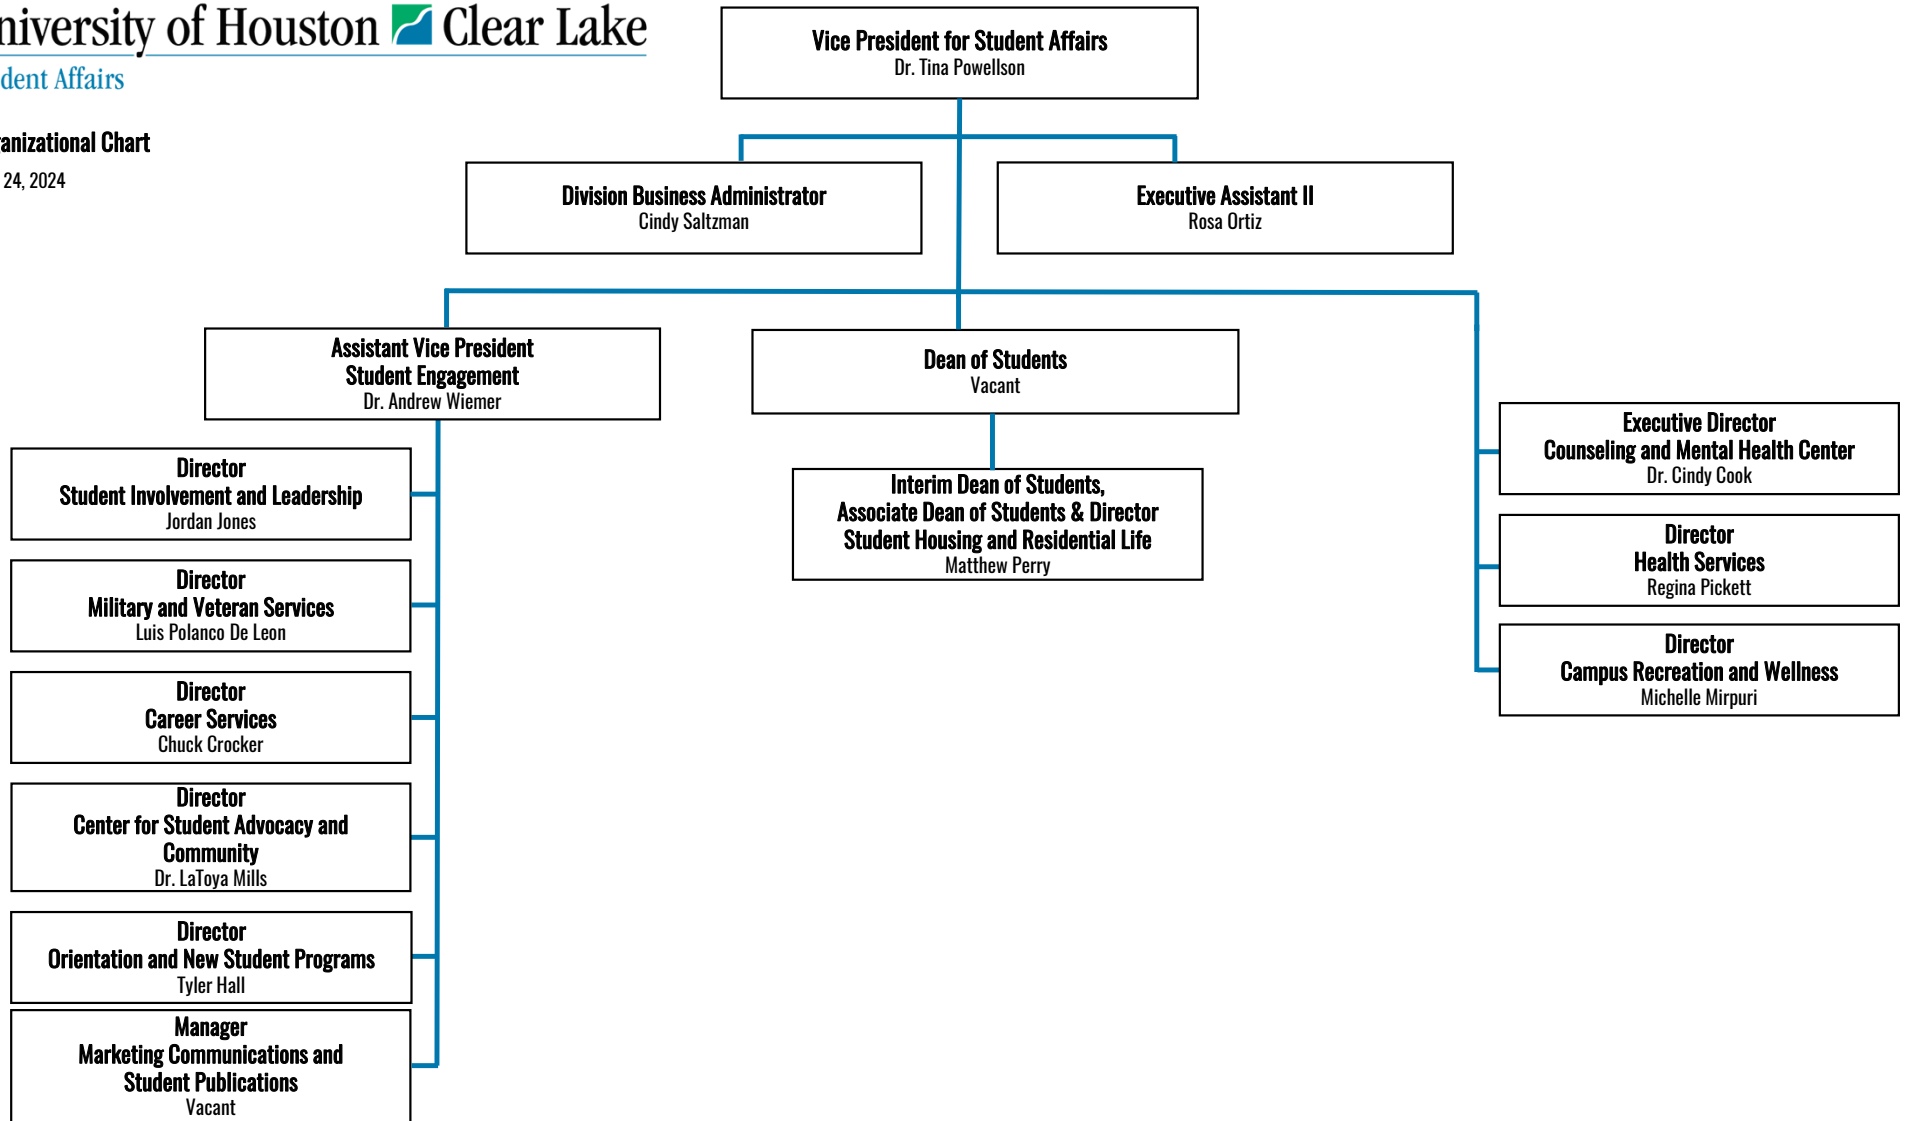 niversity of Houston Clear Lake
dent Affairs
anizational Chart
24, 2024
Vice President for Student Affairs
Dr. Tina Powellson
Division Business Administrator
Cindy Saltzman
Executive Assistant II
Rosa Ortiz
Assistant Vice President
Student Engagement
Dr. Andrew Wiemer
Dean of Students
Vacant
Interim Dean of Students,
Associate Dean of Students & Director
Student Housing and Residential Life
Matthew Perry
Executive Director
Counseling and Mental Health Center
Dr. Cindy Cook
Director
Health Services
Regina Pickett
Director
Campus Recreation and Wellness
Michelle Mirpuri
Director
Student Involvement and Leadership
Jordan Jones
Director
Military and Veteran Services
Luis Polanco De Leon
Director
Career Services
Chuck Crocker
Director
Center for Student Advocacy and
Community
Dr. LaToya Mills
Director
Orientation and New Student Programs
Tyler Hall
Manager
Marketing Communications and
Student Publications
Vacant